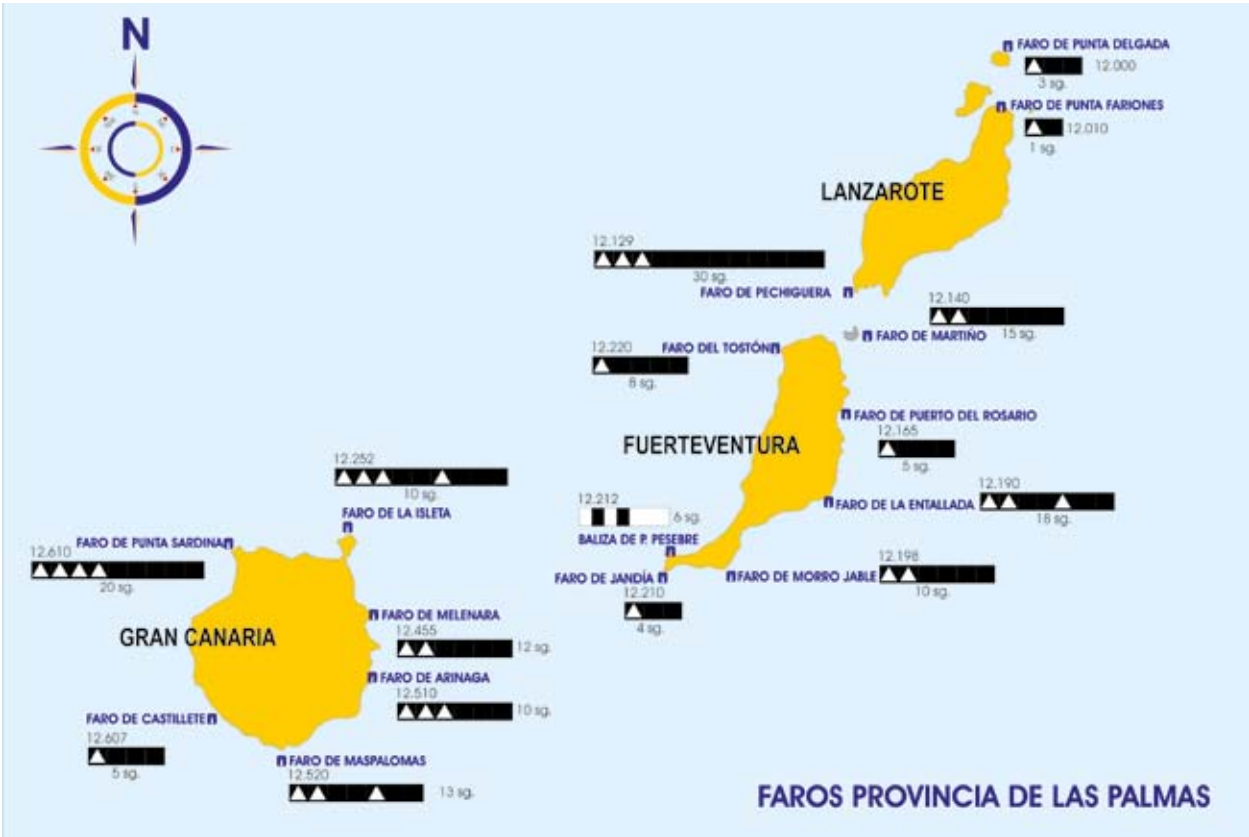 N
FARO DE PUNTA DELGADA
12.000
3 sg.
FARO DE PUNTA FARIONES
12.010
1 sg.
LANZAROTE
12.129
30 sg.
FARO DE PECHIGUERA
12.140
15 sg.
FARO DE MARTIÑO
12.220
8 sg.
FARO DEL TOSTÓN
FARO DE PUERTO DEL ROSARIO
12.165
5 sg.
FUERTEVENTURA
12.190
18 sg.
FARO DE LA ENTALLADA
12.212
6 sg.
BALIZA DE P. PESEBRE
FARO DE JANDÍA
12.210
4 sg.
FARO DE MORRO JABLE
12.198
10 sg.
12.252
10 sg.
FARO DE LA ISLETA
FARO DE PUNTA SARDINA
12.610
20 sg.
FARO DE MELENARA
12.455
12 sg.
GRAN CANARIA
FARO DE ARINAGA
12.510
10 sg.
FARO DE CASTILLETE
12.607
5 sg.
FARO DE MASPALOMAS
12.520
13 sg.
FAROS PROVINCIA DE LAS PALMAS